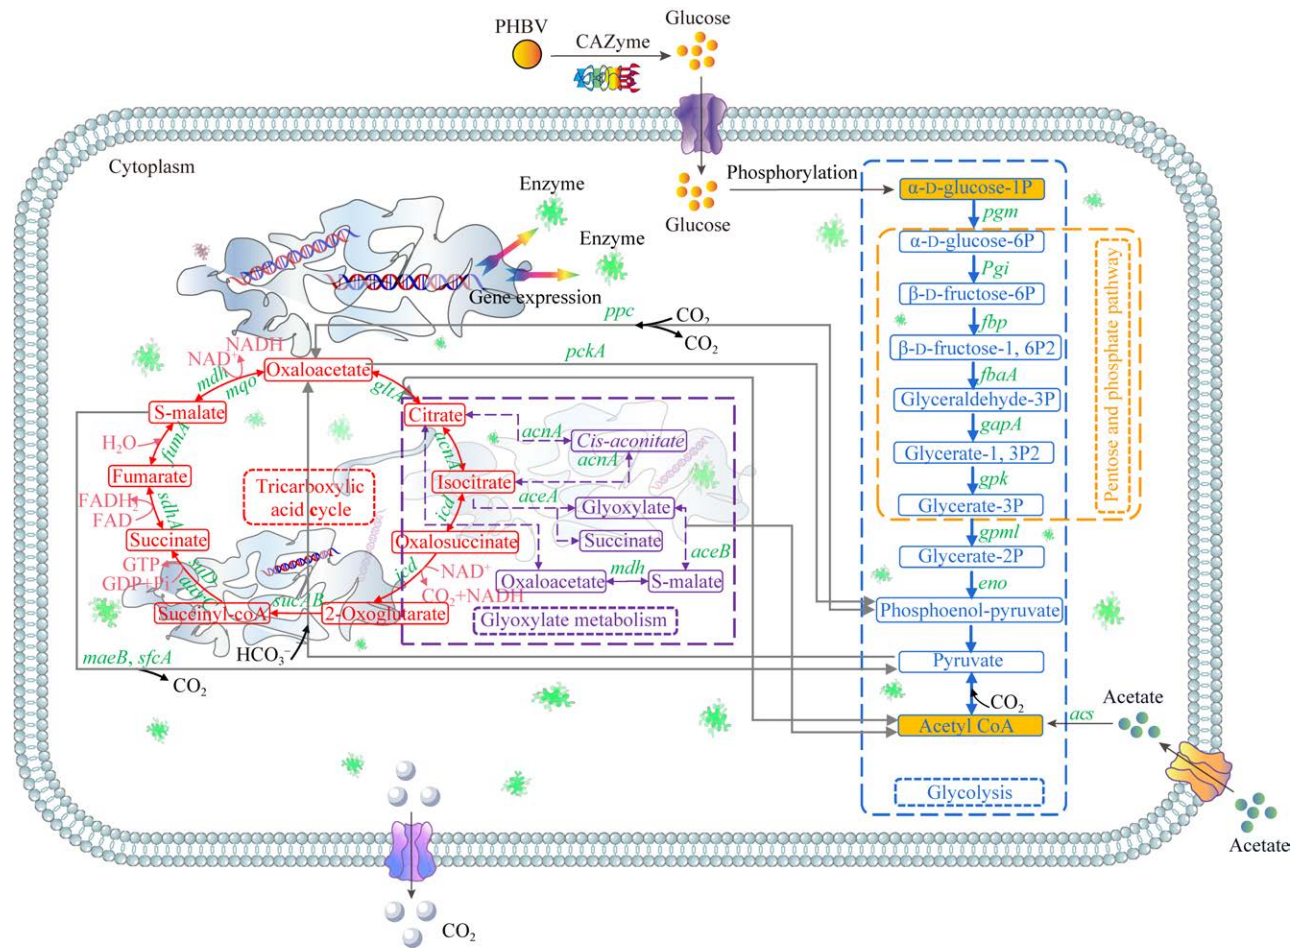 PHBV
CAZyme
Glucose
Cytoplasm
Glucose
Phosphorylation
Enzyme
Enzyme
Gene expression
α-D-glucose-1P
pgm
α-D-glucose-6P
Pgi
β-D-fructose-6P
fbp
β-D-fructose-1, 6P2
fbaA
Glyceraldehyde-3P
gapA
Glycerate-1, 3P2
gpk
Glycerate-3P
gpml
Glycerate-2P
eno
Phosphoenol-pyruvate
Pyruvate
CO₂
Acetyl CoA
Glycolysis
Pentose and phosphate pathway
acs
Acetate
Acetate
ppc
CO₂
CO₂
pckA
NADH
NAD⁺
mdh
mqo
Oxaloacetate
gltA
S-malate
H₂O
fumA
Fumarate
FADH₂
FAD
sdhA
Succinate
GTP
GDP+Pi
Succinyl-coA
sucAB
2-Oxoglutarate
HCO₃⁻
maeB, sfcA
CO₂
Tricarboxylic
acid cycle
Citrate
acnA
Isocitrate
icd
Oxalosuccinate
icd
NAD⁺
CO₂+NADH
acnA
Cis-aconitate
acnA
aceA
Glyoxylate
Succinate
aceB
Oxaloacetate
mdh
S-malate
Glyoxylate metabolism
CO₂